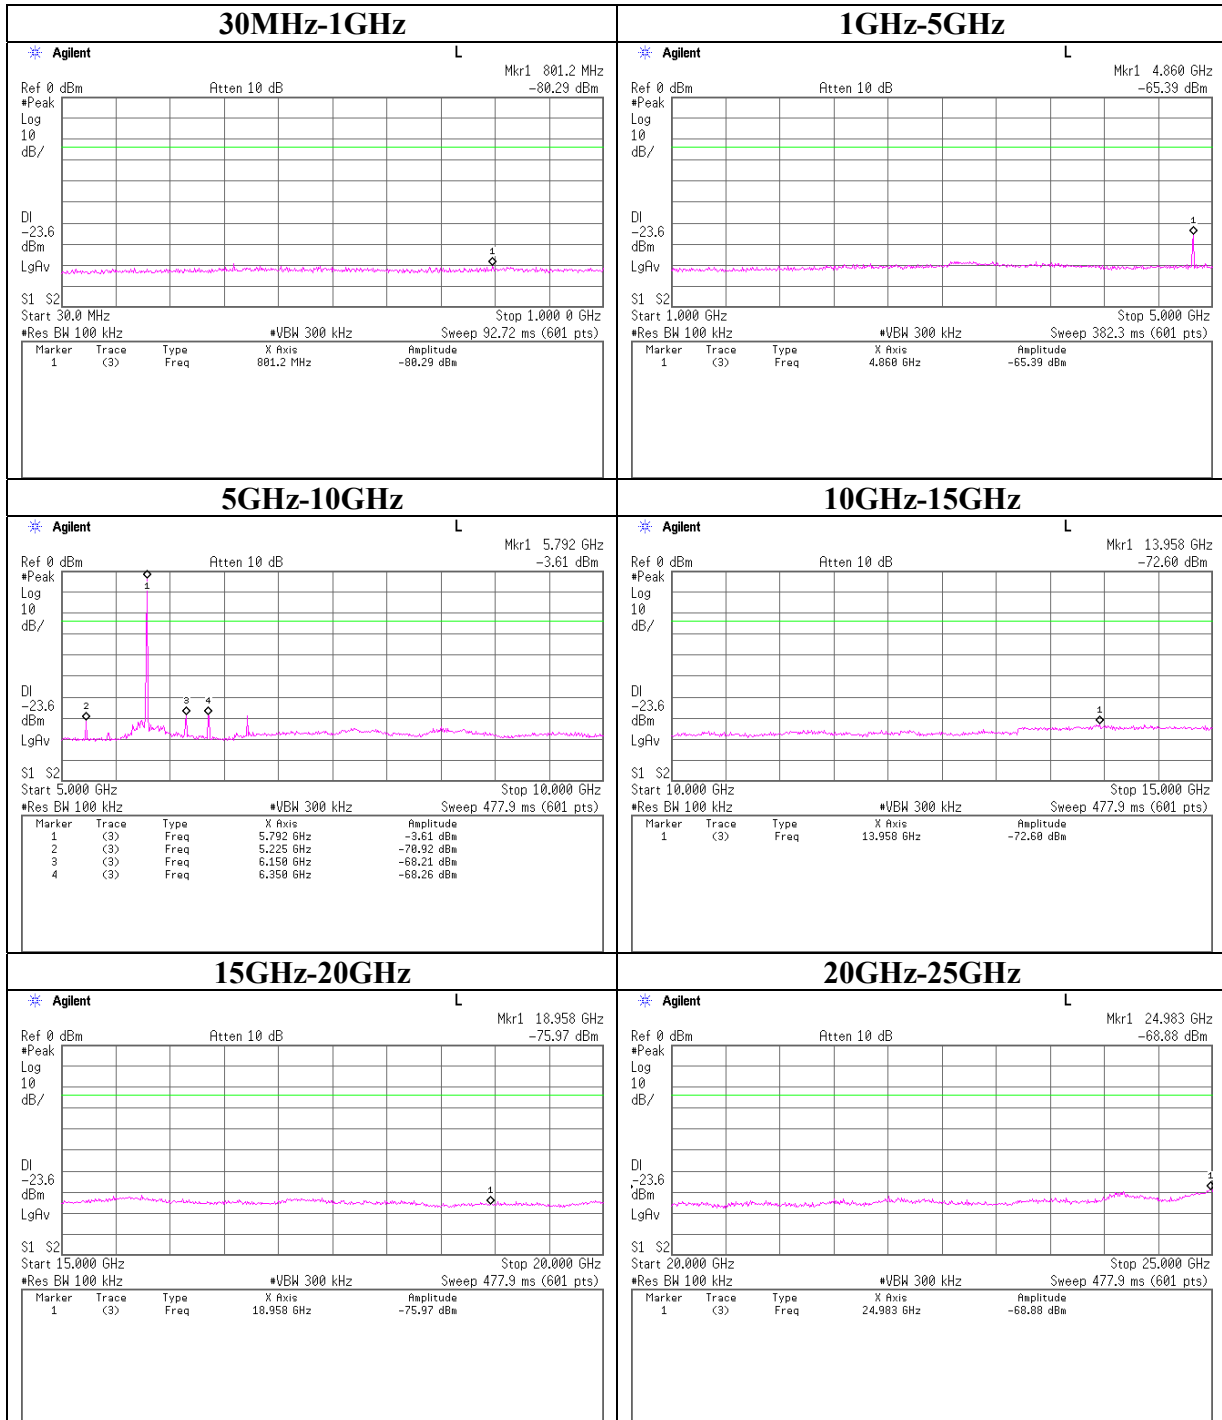 30MHz-1GHz
Agilent L
Mkr1 801.2 MHz
Ref 0 dBm Atten 10 dB -80.29 dBm
#Peak
Log
10
dB/
DI
-23.6
dBm
LgAv
S1 S2
1
Start 30.0 MHz Stop 1.000 0 GHz
#Res BW 100 kHz #VBW 300 kHz Sweep 92.72 ms (601 pts)
Marker Trace Type X Axis Amplitude
1 (3) Freq 801.2 MHz -80.29 dBm
1GHz-5GHz
Agilent L
Mkr1 4.860 GHz
Ref 0 dBm Atten 10 dB -65.39 dBm
#Peak
Log
10
dB/
DI
-23.6
dBm
LgAv
S1 S2
1
Start 1.000 GHz Stop 5.000 GHz
#Res BW 100 kHz #VBW 300 kHz Sweep 382.3 ms (601 pts)
Marker Trace Type X Axis Amplitude
1 (3) Freq 4.860 GHz -65.39 dBm
5GHz-10GHz
Agilent L
Mkr1 5.792 GHz
Ref 0 dBm Atten 10 dB -3.61 dBm
#Peak
Log
10
dB/
DI
-23.6
dBm
LgAv
S1 S2
1
2 3 4
Start 5.000 GHz Stop 10.000 GHz
#Res BW 100 kHz #VBW 300 kHz Sweep 477.9 ms (601 pts)
Marker Trace Type X Axis Amplitude
1 (3) Freq 5.792 GHz -3.61 dBm
2 (3) Freq 5.225 GHz -70.92 dBm
3 (3) Freq 6.150 GHz -68.21 dBm
4 (3) Freq 6.350 GHz -68.26 dBm
10GHz-15GHz
Agilent L
Mkr1 13.958 GHz
Ref 0 dBm Atten 10 dB -72.60 dBm
#Peak
Log
10
dB/
DI
-23.6
dBm
LgAv
S1 S2
1
Start 10.000 GHz Stop 15.000 GHz
#Res BW 100 kHz #VBW 300 kHz Sweep 477.9 ms (601 pts)
Marker Trace Type X Axis Amplitude
1 (3) Freq 13.958 GHz -72.60 dBm
15GHz-20GHz
Agilent L
Mkr1 18.958 GHz
Ref 0 dBm Atten 10 dB -75.97 dBm
#Peak
Log
10
dB/
DI
-23.6
dBm
LgAv
S1 S2
1
Start 15.000 GHz Stop 20.000 GHz
#Res BW 100 kHz #VBW 300 kHz Sweep 477.9 ms (601 pts)
Marker Trace Type X Axis Amplitude
1 (3) Freq 18.958 GHz -75.97 dBm
20GHz-25GHz
Agilent L
Mkr1 24.983 GHz
Ref 0 dBm Atten 10 dB -68.88 dBm
#Peak
Log
10
dB/
DI
-23.6
dBm
LgAv
S1 S2
1
Start 20.000 GHz Stop 25.000 GHz
#Res BW 100 kHz #VBW 300 kHz Sweep 477.9 ms (601 pts)
Marker Trace Type X Axis Amplitude
1 (3) Freq 24.983 GHz -68.88 dBm